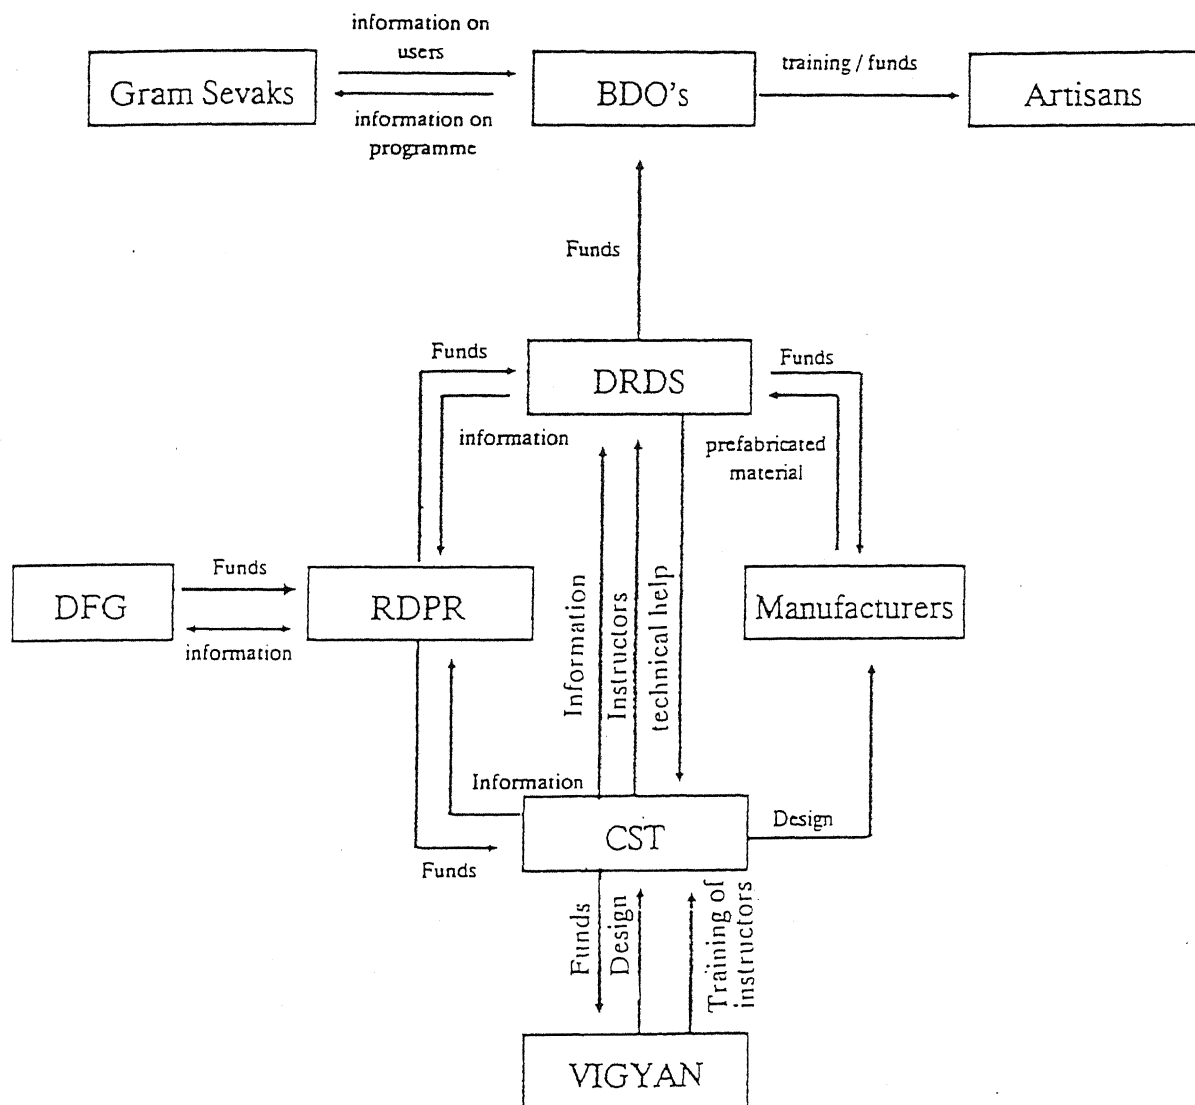 information on
users
Gram Sevaks
BDO's
training / funds
Artisans
information on
programme
Funds
Funds
DRDS
Funds
information
prefabricated
material
DFG
Funds
information
RDPR
Information
Instructors
technical help
Manufacturers
Information
CST
Design
Funds
Funds
Design
Training of
instructors
VIGYAN